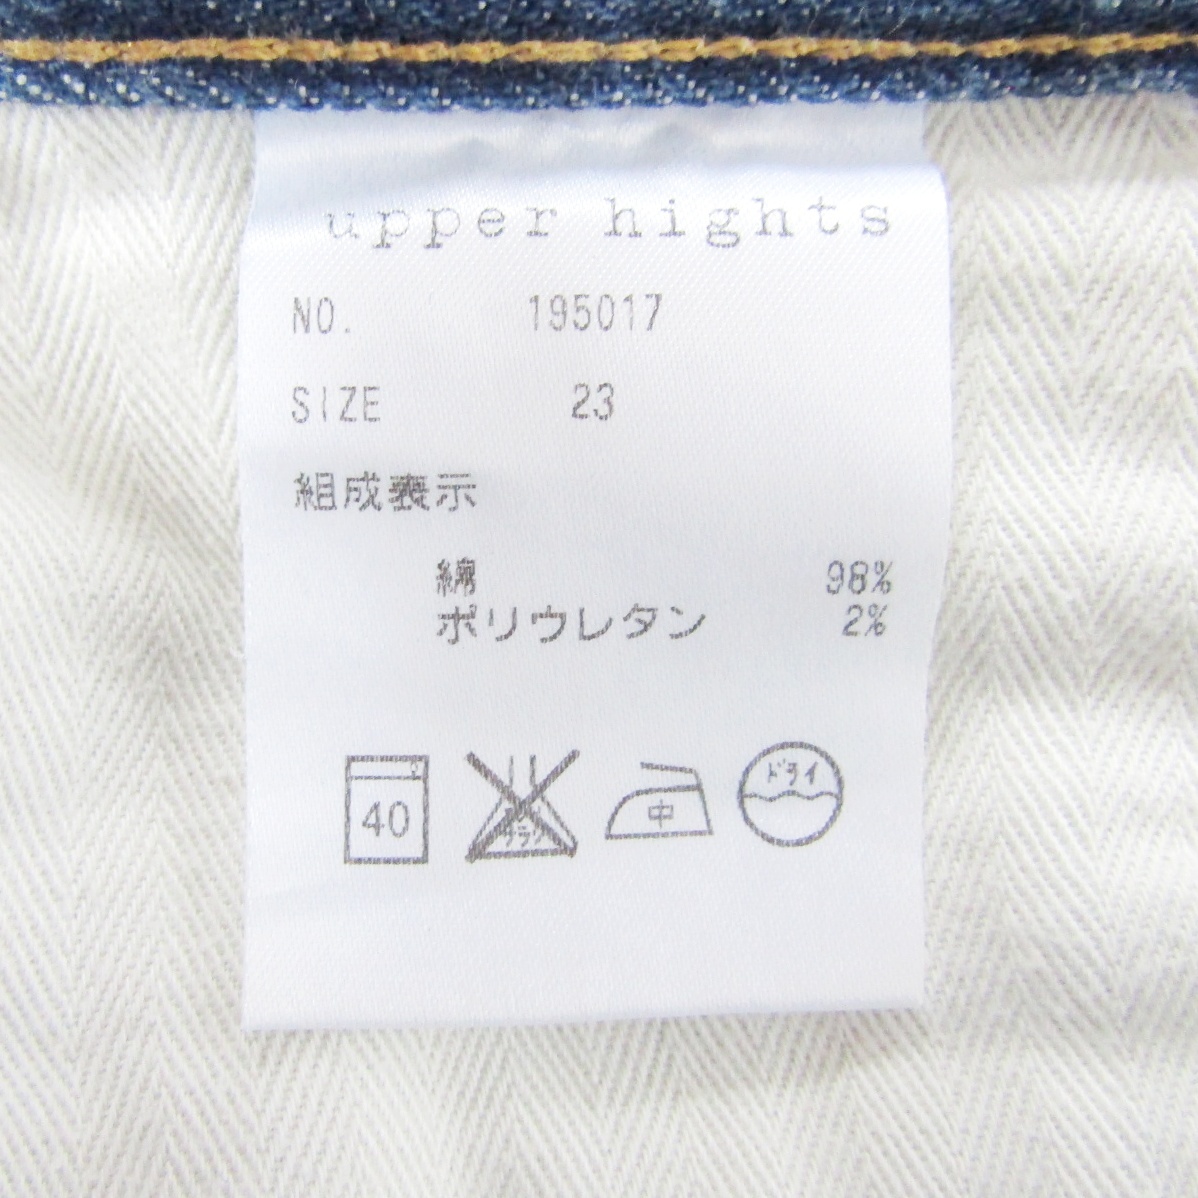 upper hights
NO. 195017
SIZE 23
組成表示
綿 98%
ポリウレタン 2%
40
中
ドライ